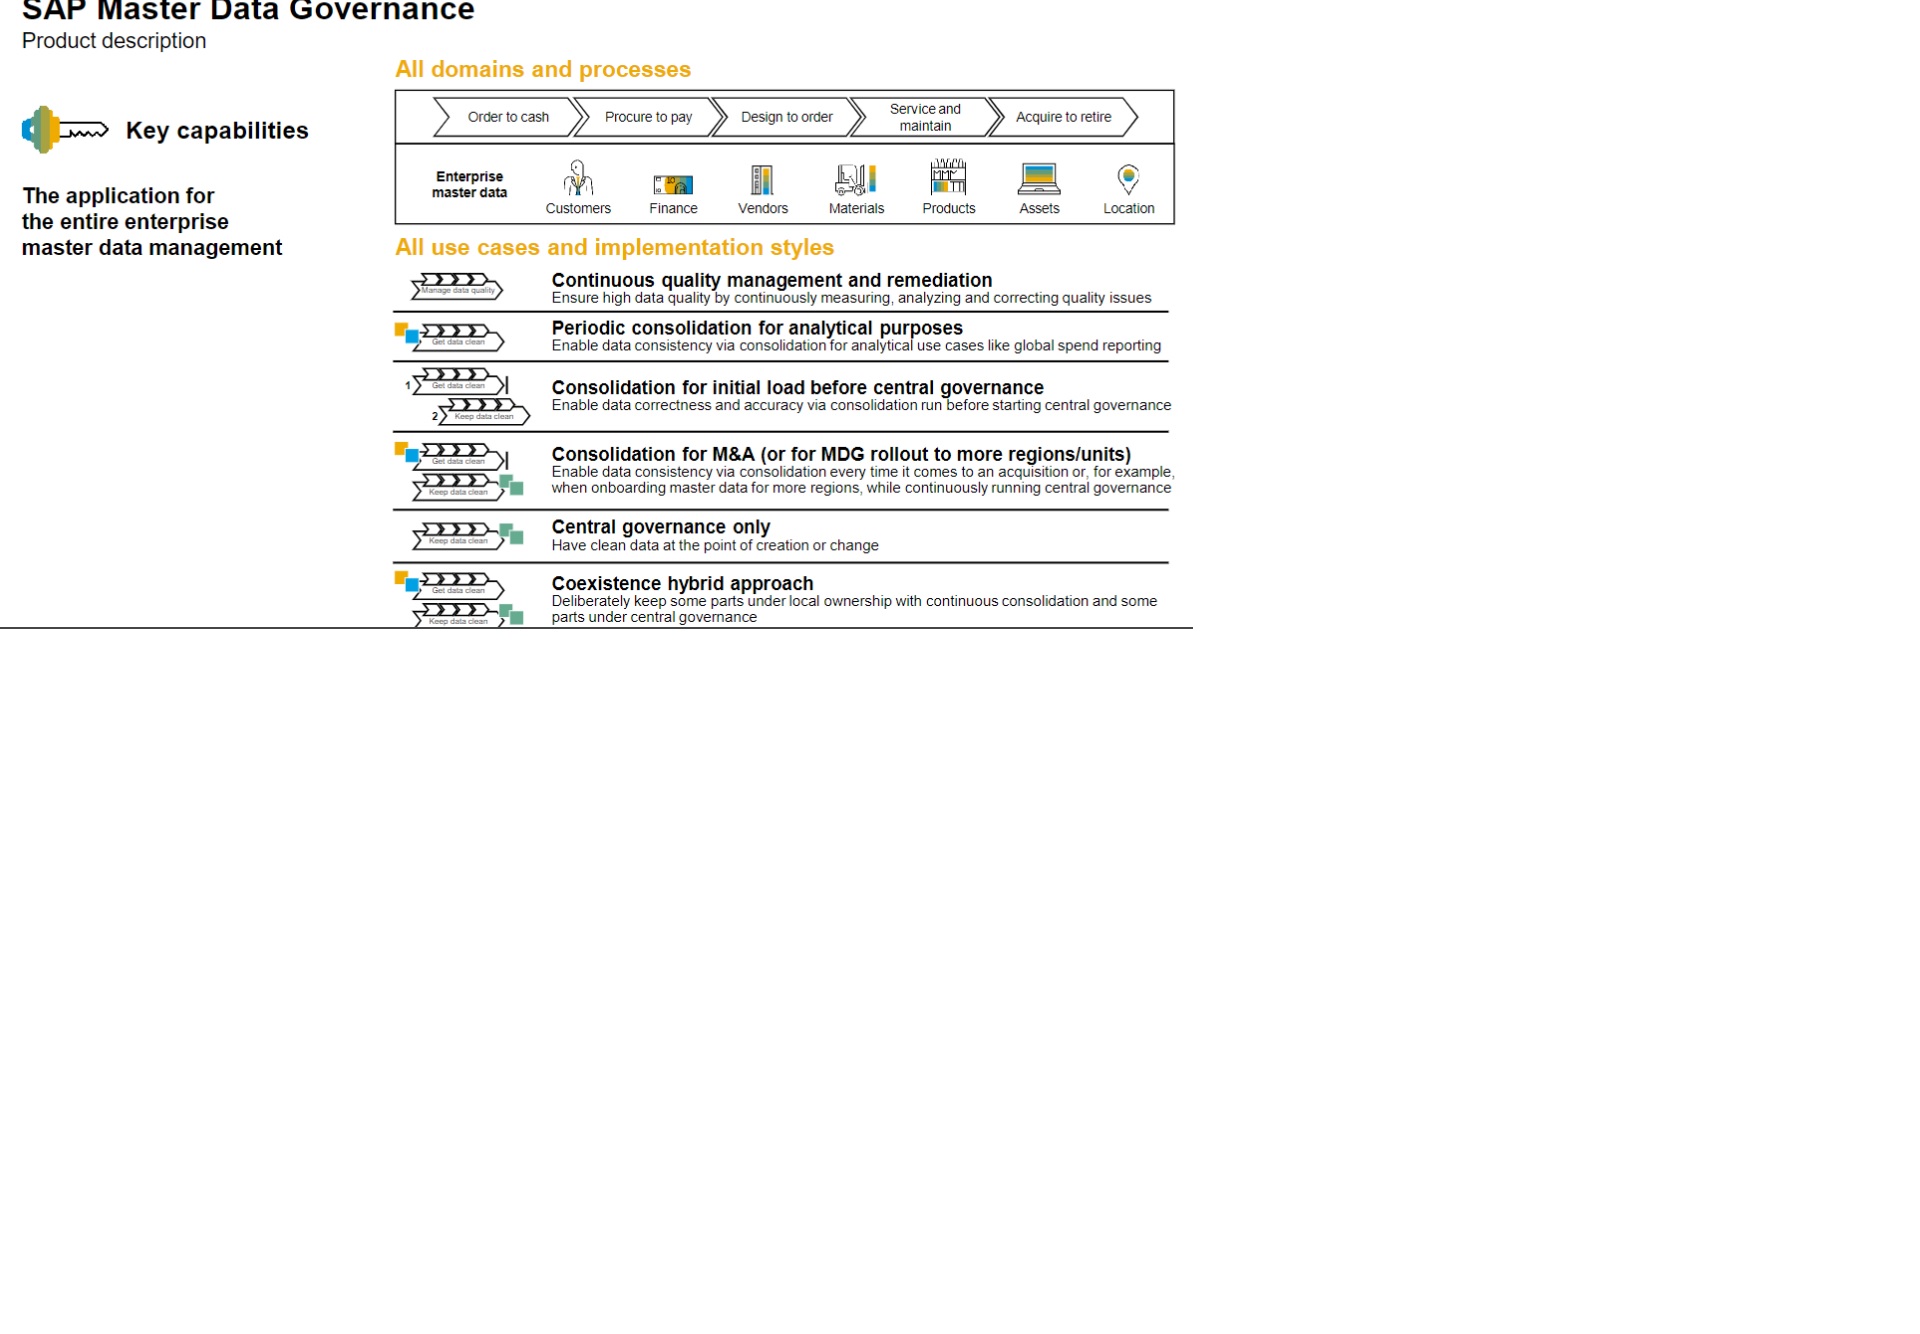 SAP Master Data Governance
Product description
Key capabilities
The application for
the entire enterprise
master data management
All domains and processes
Order to cash
Procure to pay
Design to order
Service and
maintain
Acquire to retire
Enterprise
master data
Customers
Finance
Vendors
Materials
Products
Assets
Location
All use cases and implementation styles
Manage data quality
Continuous quality management and remediation
Ensure high data quality by continuously measuring, analyzing and correcting quality issues
Get data clean
Periodic consolidation for analytical purposes
Enable data consistency via consolidation for analytical use cases like global spend reporting
1
Get data clean
2
Keep data clean
Consolidation for initial load before central governance
Enable data correctness and accuracy via consolidation run before starting central governance
Get data clean
Keep data clean
Consolidation for M&A (or for MDG rollout to more regions/units)
Enable data consistency via consolidation every time it comes to an acquisition or, for example,
when onboarding master data for more regions, while continuously running central governance
Keep data clean
Central governance only
Have clean data at the point of creation or change
Get data clean
Keep data clean
Coexistence hybrid approach
Deliberately keep some parts under local ownership with continuous consolidation and some
parts under central governance